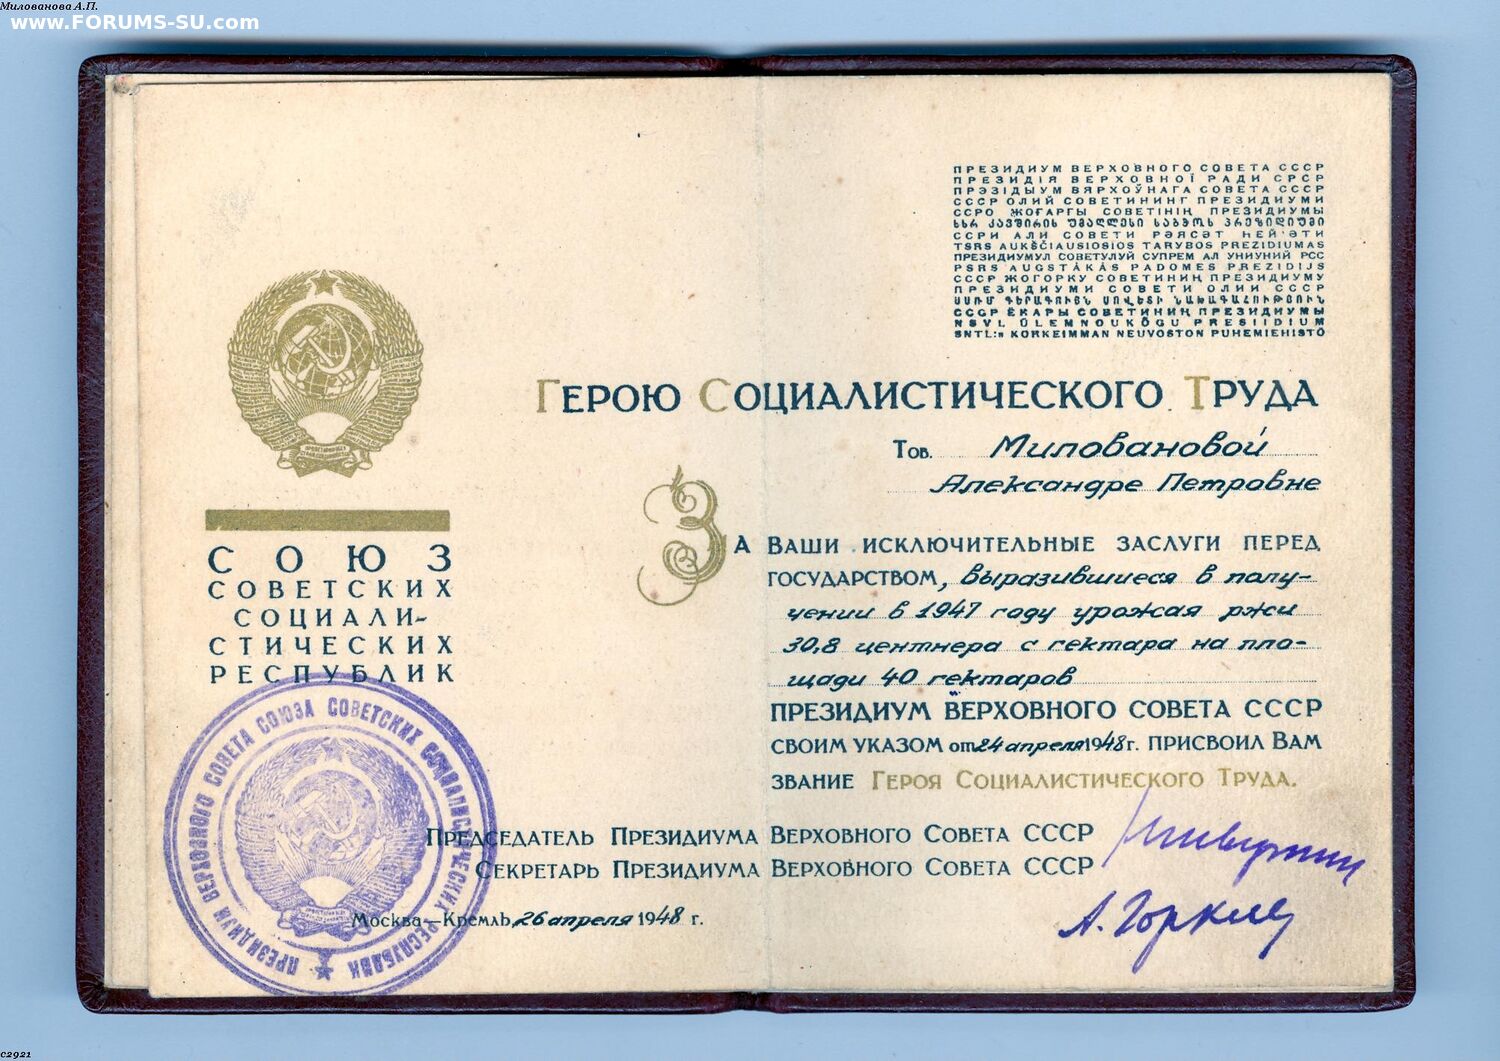 Милованова А.П.
www.FORUMS-SU.com
ПРЕЗИДИУМ ВЕРХОВНОГО СОВЕТА СССР
ПРЕЗИДІЯ ВЕРХОВНОЇ РАДИ СРСР
ПРЭЗІДЫУМ ВЯРХОЎНАГА СОВЕТА СССР
СССР ОЛИЙ СОВЕТИНИНГ ПРЕЗИДИУМИ
ССРО ЖОҒАРҒЫ СОВЕТІНІҢ ПРЕЗИДИУМЫ
ССРИ АЛИ СОВЕТИ
TSRS AUKŠČIAUSIOSIOS TARYBOS PREZIDIUMAS
ПРЕЗИДИУМУЛ СОВЕТУЛУЙ СУПРЕМ АЛ УНИУНИЙ РСС
PSRS AUGSTĀKĀS PADOMES PREZIDIJS
СССР ЖОГОРКУ СОВЕТИНИҢ ПРЕЗИДИУМУ
ПРЕЗИДИУМИ СОВЕТИ ОЛИИ СССР
СССР ЁКАРЫ СОВЕТИНИҢ ПРЕЗИДИУМЫ
NSVL ÜLEMNÕUKOGU PRESIIDIUM
SNTL:n KORKEIMMAN NEUVOSTON PUHEMIEHISTÖ
СОЮЗ
СОВЕТСКИХ
СОЦИАЛИ-
СТИЧЕСКИХ
РЕСПУБЛИК
ГЕРОЮ СОЦИАЛИСТИЧЕСКОГО ТРУДА
Тов. Миловановой
Александре Петровне
ЗА ВАШИ ИСКЛЮЧИТЕЛЬНЫЕ ЗАСЛУГИ ПЕРЕД
ГОСУДАРСТВОМ, выразившиеся в полу-
чении в 1947 году урожая ржи
30,8 центнера с гектара на пло-
щади 40 гектаров
ПРЕЗИДИУМ ВЕРХОВНОГО СОВЕТА СССР
СВОИМ УКАЗОМ от 24 апреля 1948 г. ПРИСВОИЛ ВАМ
ЗВАНИЕ ГЕРОЯ СОЦИАЛИСТИЧЕСКОГО ТРУДА.
ПРЕДСЕДАТЕЛЬ ПРЕЗИДИУМА ВЕРХОВНОГО СОВЕТА СССР
СЕКРЕТАРЬ ПРЕЗИДИУМА ВЕРХОВНОГО СОВЕТА СССР
А. Горкин
Москва—Кремль, 26 апреля 1948 г.
ПРЕЗИДИУМ ВЕРХОВНОГО СОВЕТА СОЮЗА СОВЕТСКИХ СОЦИАЛИСТИЧЕСКИХ РЕСПУБЛИК
c2921